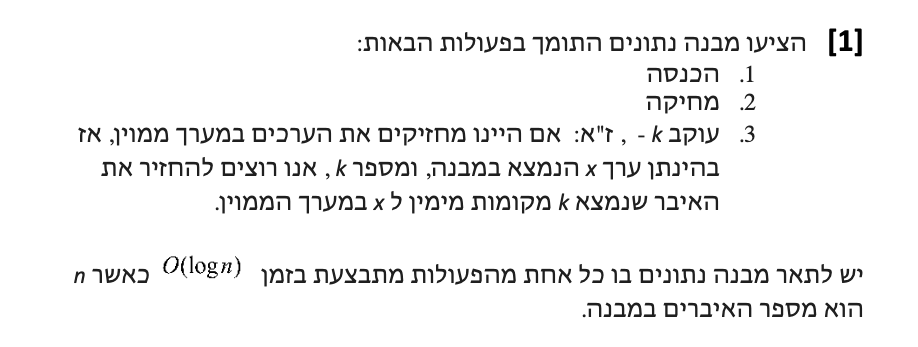 [1] הציעו מבנה נתונים התומך בפעולות הבאות:
1. הכנסה
2. מחיקה
3. עוקב k - , ז"א: אם היינו מחזיקים את הערכים במערך ממוין, אז
בהינתן ערך x הנמצא במבנה, ומספר k , אנו רוצים להחזיר את
האיבר שנמצא k מקומות מימין ל x במערך הממוין.
יש לתאר מבנה נתונים בו כל אחת מהפעולות מתבצעת בזמן O(log n) כאשר n
הוא מספר האיברים במבנה.